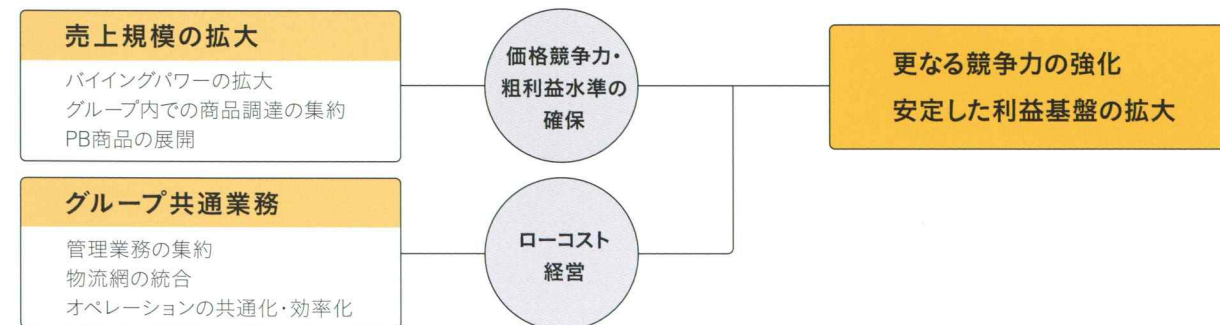 売上規模の拡大
バイイングパワーの拡大
グループ内での商品調達の集約
PB商品の展開
価格競争力・
粗利益水準の
確保
グループ共通業務
管理業務の集約
物流網の統合
オペレーションの共通化・効率化
ローコスト
経営
更なる競争力の強化
安定した利益基盤の拡大